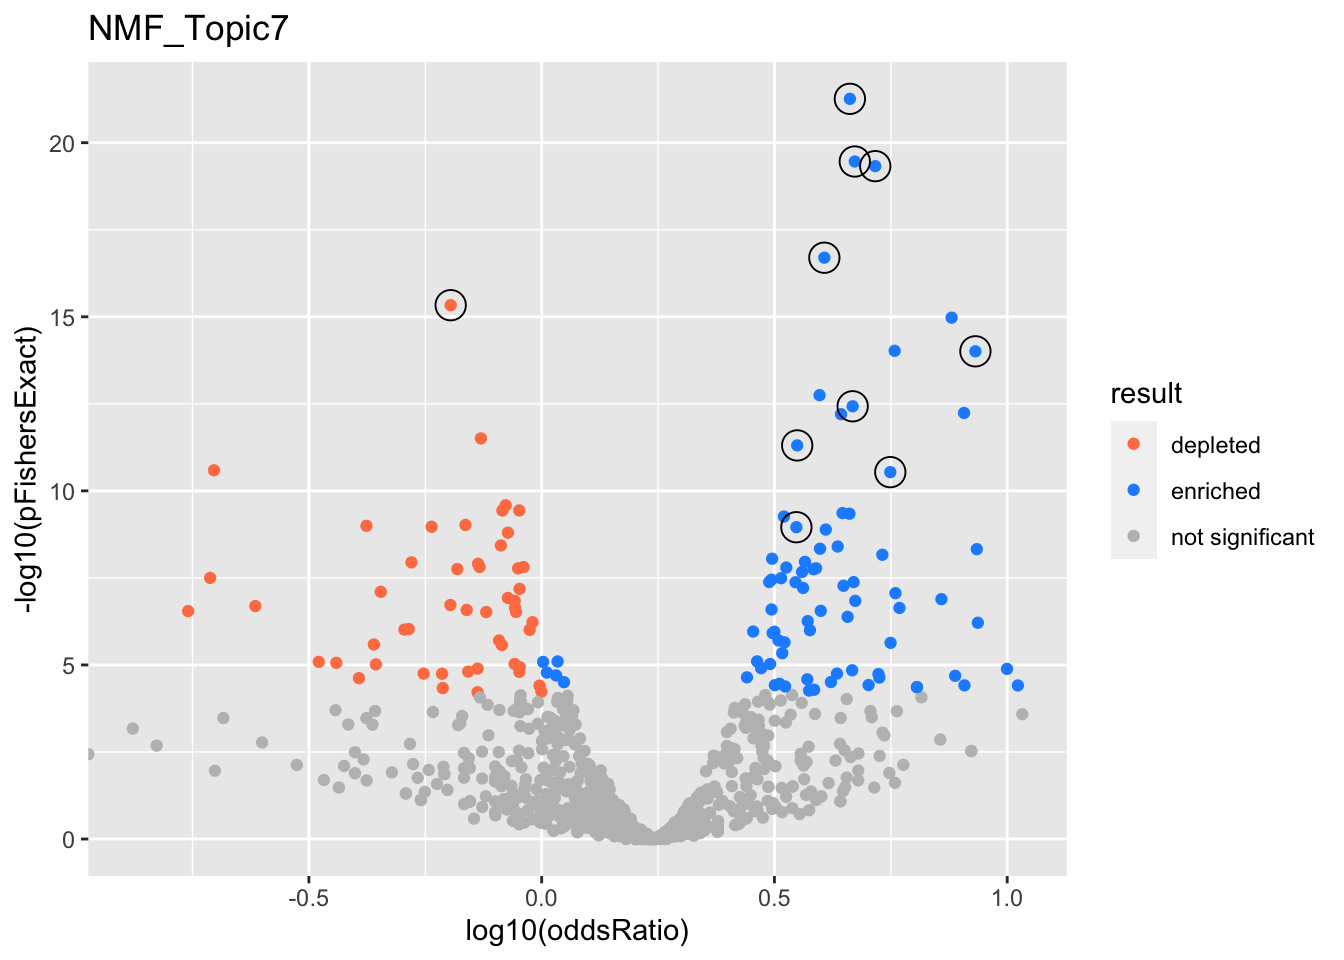 NMF_Topic7
-log10(pFishersExact)
20
15
10
5
0
-0.5
0.0
0.5
1.0
log10(oddsRatio)
result
depleted
enriched
not significant